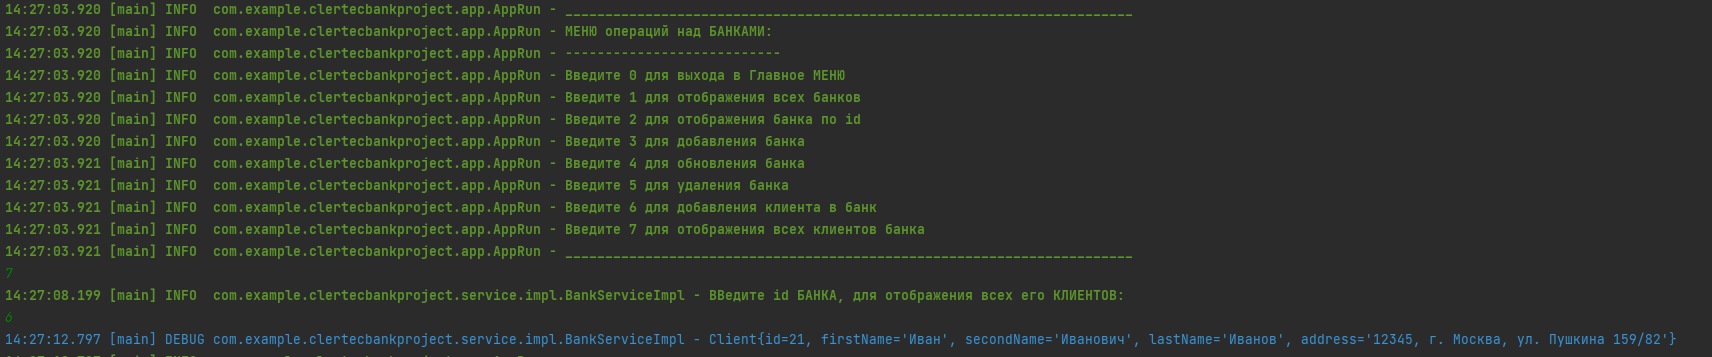 14:27:03.920 [main] INFO  com.example.clertecbankproject.app.AppRun - _______________________________________________________________________
14:27:03.920 [main] INFO  com.example.clertecbankproject.app.AppRun - МЕНЮ операций над БАНКАМИ:
14:27:03.920 [main] INFO  com.example.clertecbankproject.app.AppRun - ---------------------------
14:27:03.920 [main] INFO  com.example.clertecbankproject.app.AppRun - Введите 0 для выхода в Главное МЕНЮ
14:27:03.920 [main] INFO  com.example.clertecbankproject.app.AppRun - Введите 1 для отображения всех банков
14:27:03.920 [main] INFO  com.example.clertecbankproject.app.AppRun - Введите 2 для отображения банка по id
14:27:03.920 [main] INFO  com.example.clertecbankproject.app.AppRun - Введите 3 для добавления банка
14:27:03.921 [main] INFO  com.example.clertecbankproject.app.AppRun - Введите 4 для обновления банка
14:27:03.921 [main] INFO  com.example.clertecbankproject.app.AppRun - Введите 5 для удаления банка
14:27:03.921 [main] INFO  com.example.clertecbankproject.app.AppRun - Введите 6 для добавления клиента в банк
14:27:03.921 [main] INFO  com.example.clertecbankproject.app.AppRun - Введите 7 для отображения всех клиентов банка
14:27:03.921 [main] INFO  com.example.clertecbankproject.app.AppRun - _______________________________________________________________________
7
14:27:08.199 [main] INFO  com.example.clertecbankproject.service.impl.BankServiceImpl - ВВедите id БАНКА, для отображения всех его КЛИЕНТОВ:
6
14:27:12.797 [main] DEBUG com.example.clertecbankproject.service.impl.BankServiceImpl - Client{id=21, firstName='Иван', secondName='Иванович', lastName='Иванов', address='12345, г. Москва, ул. Пушкина 159/82'}